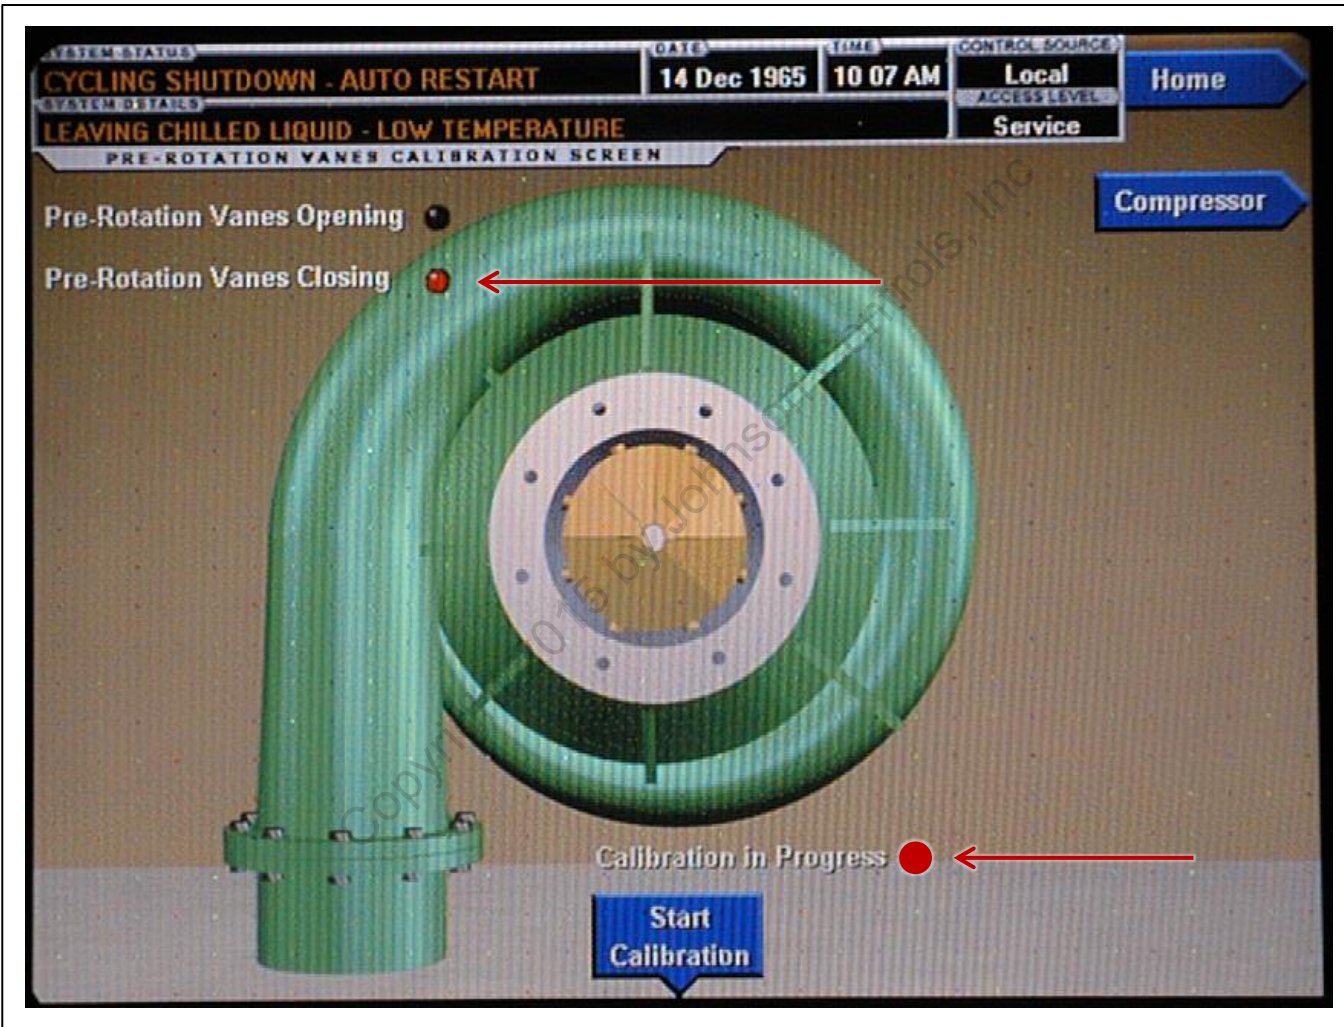 SYSTEM STATUS
CYCLING SHUTDOWN - AUTO RESTART
DATE
14 Dec 1965
TIME
10 07 AM
CONTROL SOURCE
Local
Home
SYSTEM DETAILS
LEAVING CHILLED LIQUID - LOW TEMPERATURE
ACCESS LEVEL
Service
PRE-ROTATION VANES CALIBRATION SCREEN
Compressor
Pre-Rotation Vanes Opening
Pre-Rotation Vanes Closing
Calibration in Progress
Start
Calibration